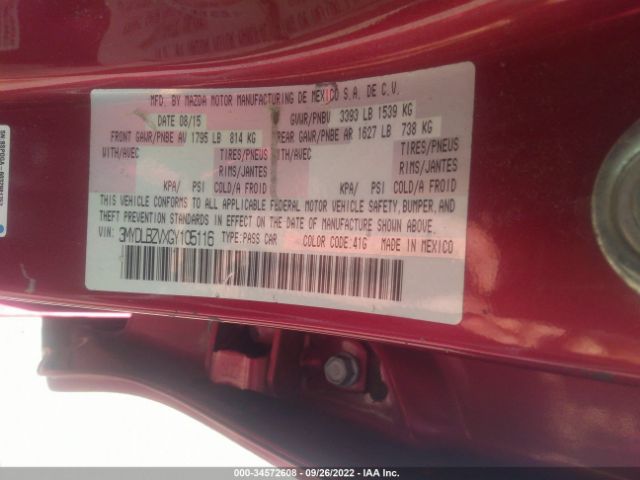 MFD. BY MAZDA MOTOR MANUFACTURING DE MEXICO S.A. DE C.V.
DATE 08/15 GVWR/PNBV 3393 LB 1539 KG
FRONT GAWR/PNBE AV 1795 LB 814 KG REAR GAWR/PNBE AR 1627 LB 738 KG
WITH/AVEC TIRES/PNEUS WITH/AVEC TIRES/PNEUS
RIMS/JANTES RIMS/JANTES
KPA/ PSI COLD/A FROID KPA/ PSI COLD/A FROID
THIS VEHICLE CONFORMS TO ALL APPLICABLE FEDERAL MOTOR VEHICLE SAFETY, BUMPER, AND
THEFT PREVENTION STANDARDS IN EFFECT ON THE DATE OF MANUFACTURE SHOWN ABOVE.
VIN: 3MYDLBZVXGY105116 TYPE:PASS CAR COLOR CODE:41G MADE IN MEXICO
000-34572608 - 09/26/2022 - IAAI.COM